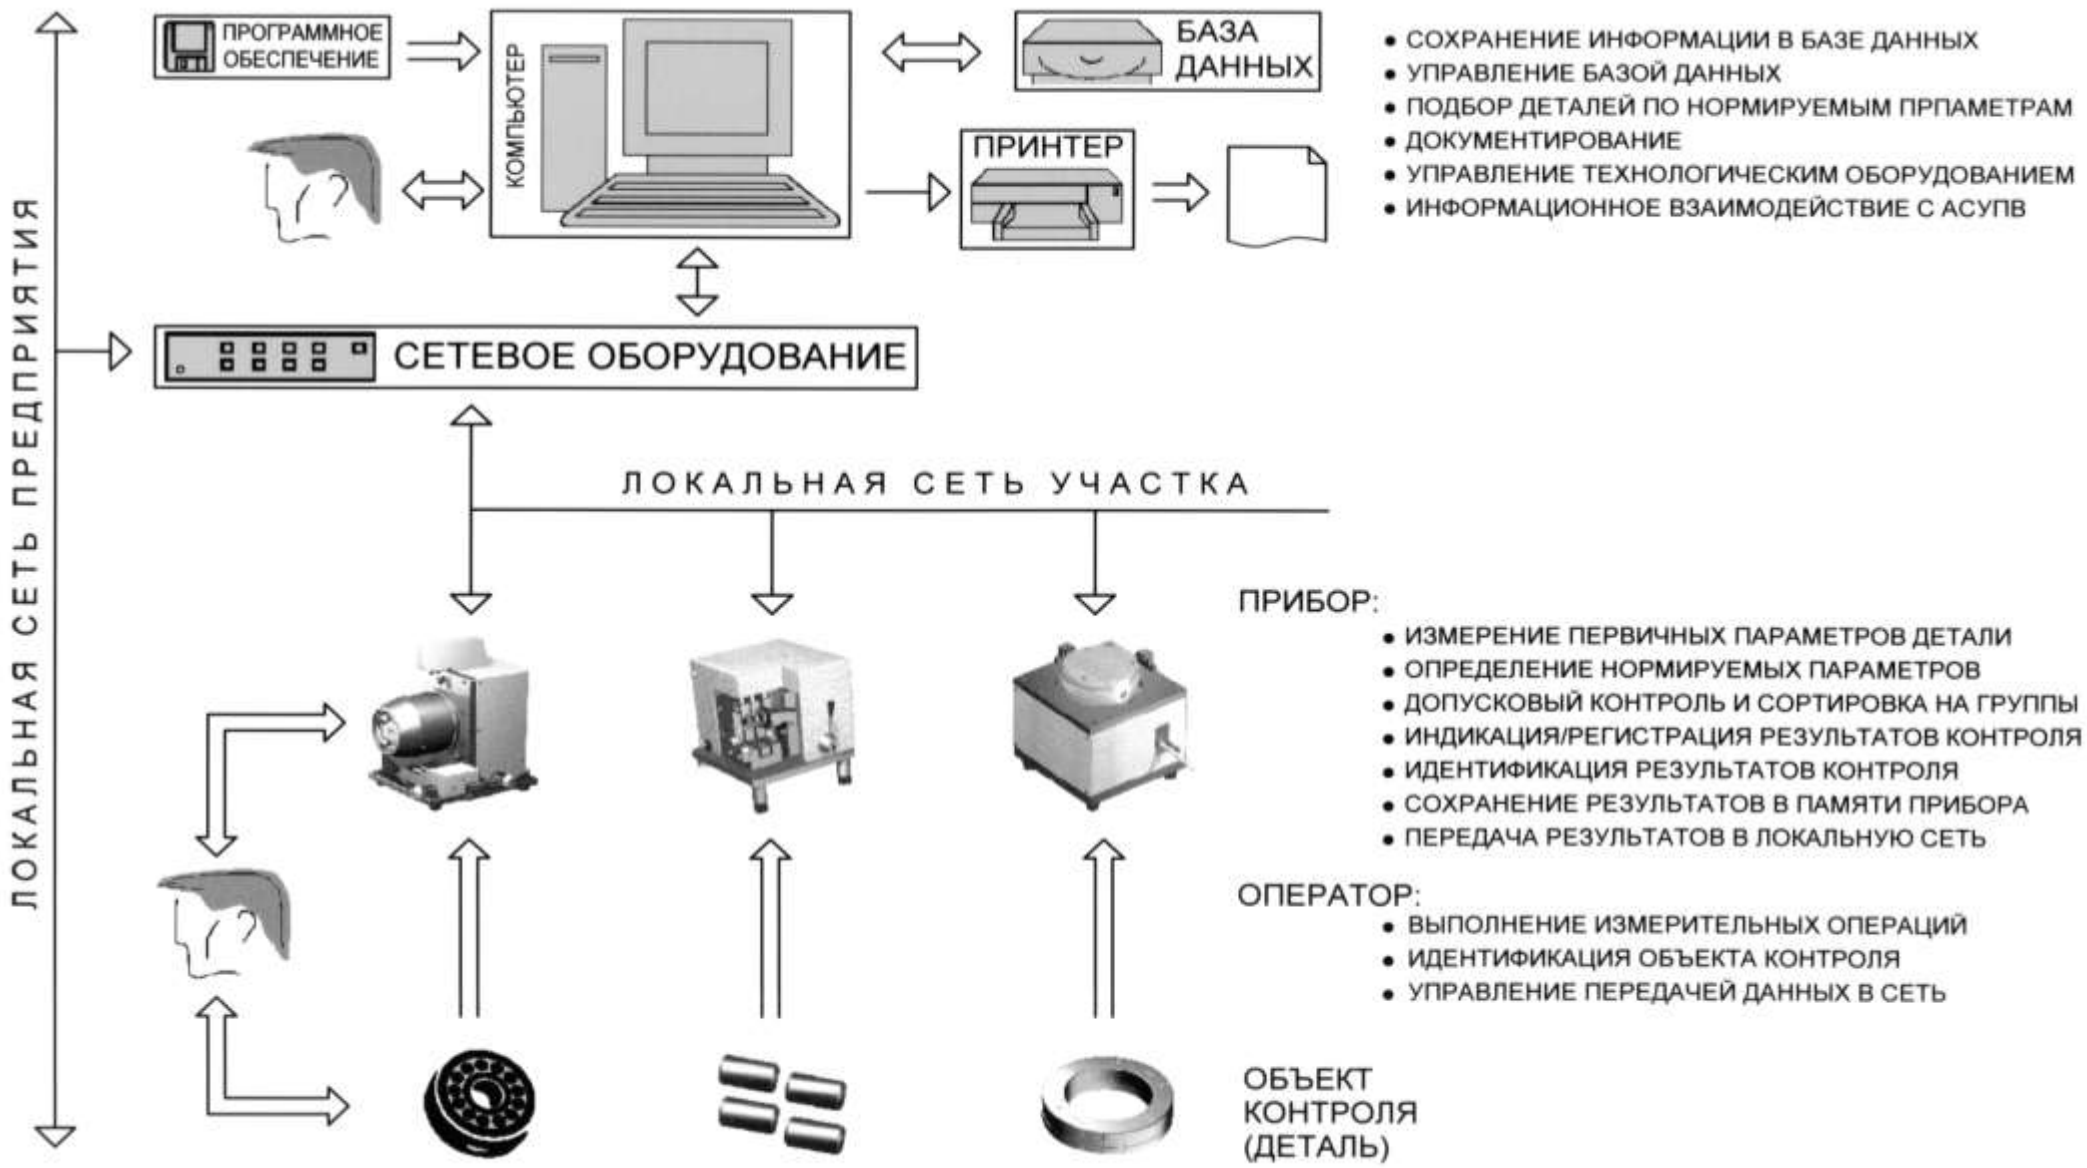 ПРОГРАММНОЕ
ОБЕСПЕЧЕНИЕ
КОМПЬЮТЕР
БАЗА
ДАННЫХ
ПРИНТЕР
• СОХРАНЕНИЕ ИНФОРМАЦИИ В БАЗЕ ДАННЫХ
• УПРАВЛЕНИЕ БАЗОЙ ДАННЫХ
• ПОДБОР ДЕТАЛЕЙ ПО НОРМИРУЕМЫМ ПРПАМЕТРАМ
• ДОКУМЕНТИРОВАНИЕ
• УПРАВЛЕНИЕ ТЕХНОЛОГИЧЕСКИМ ОБОРУДОВАНИЕМ
• ИНФОРМАЦИОННОЕ ВЗАИМОДЕЙСТВИЕ С АСУПВ
ЛОКАЛЬНАЯ СЕТЬ ПРЕДПРИЯТИЯ
СЕТЕВОЕ ОБОРУДОВАНИЕ
ЛОКАЛЬНАЯ СЕТЬ УЧАСТКА
ПРИБОР:
• ИЗМЕРЕНИЕ ПЕРВИЧНЫХ ПАРАМЕТРОВ ДЕТАЛИ
• ОПРЕДЕЛЕНИЕ НОРМИРУЕМЫХ ПАРАМЕТРОВ
• ДОПУСКОВЫЙ КОНТРОЛЬ И СОРТИРОВКА НА ГРУППЫ
• ИНДИКАЦИЯ/РЕГИСТРАЦИЯ РЕЗУЛЬТАТОВ КОНТРОЛЯ
• ИДЕНТИФИКАЦИЯ РЕЗУЛЬТАТОВ КОНТРОЛЯ
• СОХРАНЕНИЕ РЕЗУЛЬТАТОВ В ПАМЯТИ ПРИБОРА
• ПЕРЕДАЧА РЕЗУЛЬТАТОВ В ЛОКАЛЬНУЮ СЕТЬ
ОПЕРАТОР:
• ВЫПОЛНЕНИЕ ИЗМЕРИТЕЛЬНЫХ ОПЕРАЦИЙ
• ИДЕНТИФИКАЦИЯ ОБЪЕКТА КОНТРОЛЯ
• УПРАВЛЕНИЕ ПЕРЕДАЧЕЙ ДАННЫХ В СЕТЬ
ОБЪЕКТ
КОНТРОЛЯ
(ДЕТАЛЬ)